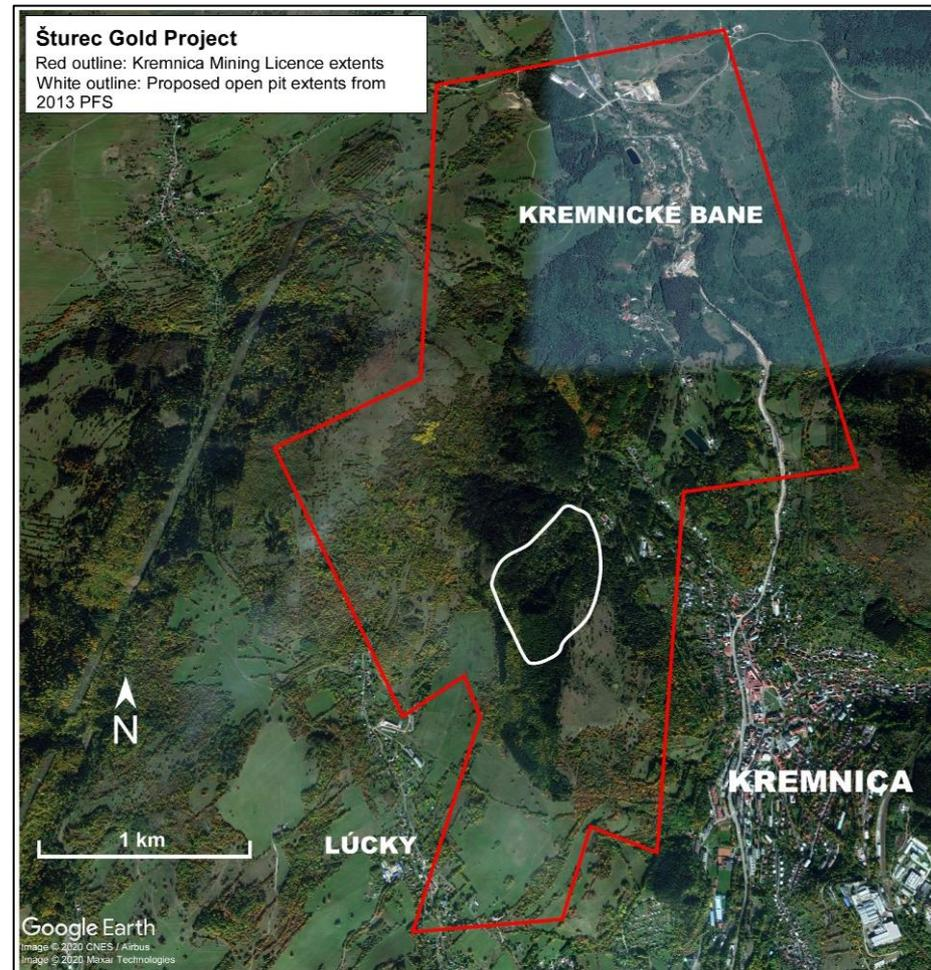 Šturec Gold Project
Red outline: Kremnica Mining Licence extents
White outline: Proposed open pit extents from
2013 PFS
KREMNICKÉ BANE
N
KREMNICA
1 km
LÚCKY
Google Earth
Image © 2020 CNES / Airbus
Image © 2020 Maxar Technologies